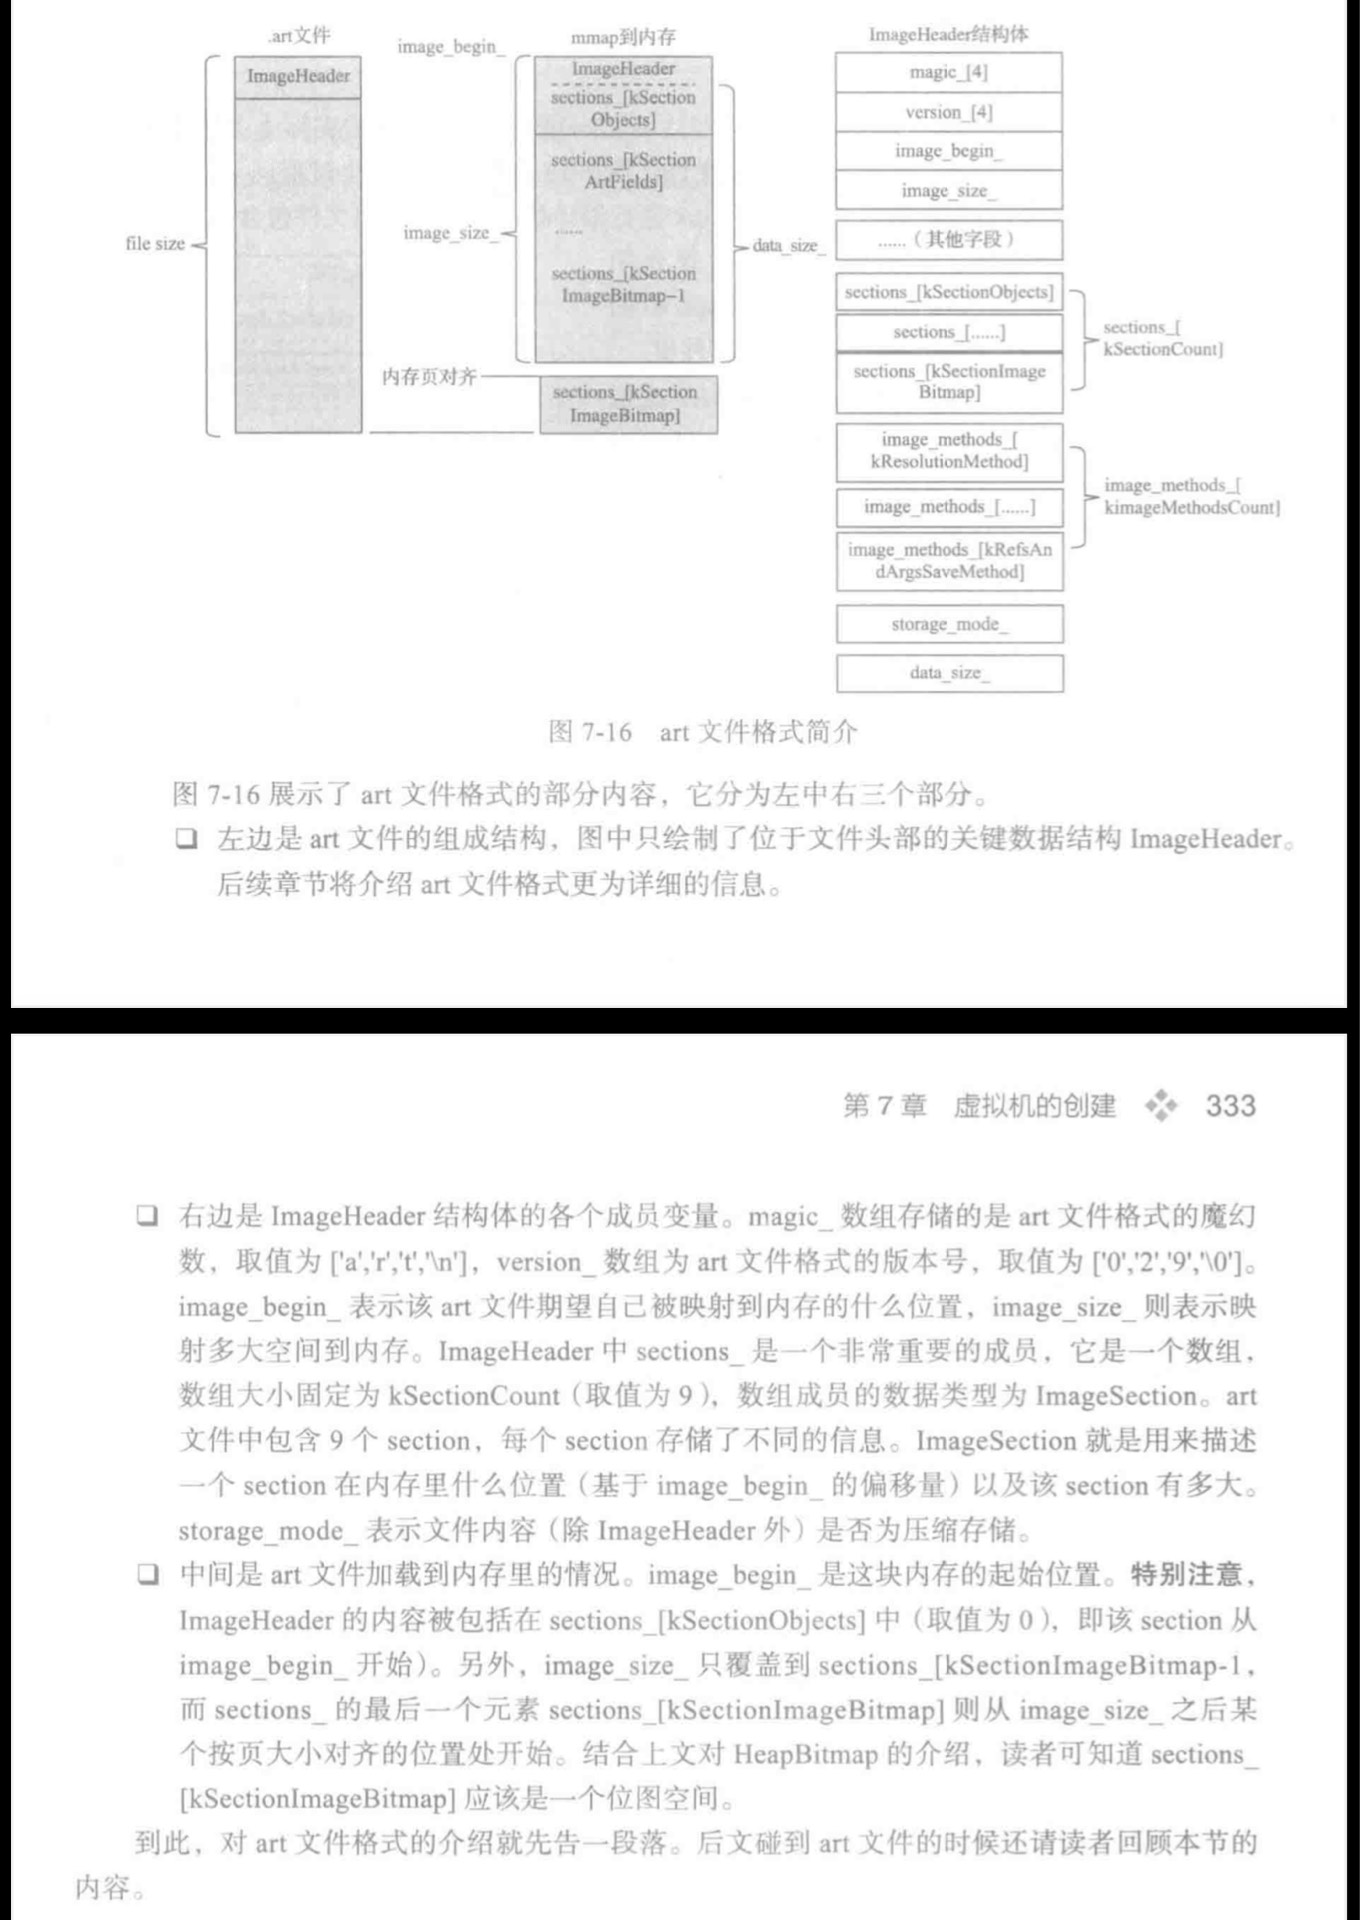 .art文件
ImageHeader
file size
image_begin_
image_size_
内存页对齐
mmap到内存
ImageHeader
sections_[kSection
Objects]
sections_[kSection
ArtFields]
......
sections_[kSection
ImageBitmap-1
sections_[kSection
ImageBitmap]
data_size_
ImageHeader结构体
magic_[4]
version_[4]
image_begin_
image_size_
......（其他字段）
sections_[kSectionObjects]
sections_[......]
sections_[kSectionImage
Bitmap]
sections_[
kSectionCount]
image_methods_[
kResolutionMethod]
image_methods_[......]
image_methods_[kRefsAn
dArgsSaveMethod]
image_methods_[
kimageMethodsCount]
storage_mode_
data_size_
图 7-16 art 文件格式简介
图 7-16 展示了 art 文件格式的部分内容，它分为左中右三个部分。
❑ 左边是 art 文件的组成结构，图中只绘制了位于文件头部的关键数据结构 ImageHeader。
后续章节将介绍 art 文件格式更为详细的信息。
第 7 章 虚拟机的创建 ❖ 333
❑ 右边是 ImageHeader 结构体的各个成员变量。magic_ 数组存储的是 art 文件格式的魔幻
数，取值为 ['a','r','t','\n']，version_ 数组为 art 文件格式的版本号，取值为 ['0','2','9','\0']。
image_begin_ 表示该 art 文件期望自己被映射到内存的什么位置，image_size_ 则表示映
射多大空间到内存。ImageHeader 中 sections_ 是一个非常重要的成员，它是一个数组，
数组大小固定为 kSectionCount（取值为 9），数组成员的数据类型为 ImageSection。art
文件中包含 9 个 section，每个 section 存储了不同的信息。ImageSection 就是用来描述
一个 section 在内存里什么位置（基于 image_begin_ 的偏移量）以及该 section 有多大。
storage_mode_ 表示文件内容（除 ImageHeader 外）是否为压缩存储。
❑ 中间是 art 文件加载到内存里的情况。image_begin_ 是这块内存的起始位置。特别注意，
ImageHeader 的内容被包括在 sections_[kSectionObjects] 中（取值为 0），即该 section 从
image_begin_ 开始）。另外，image_size_ 只覆盖到 sections_[kSectionImageBitmap-1，
而 sections_ 的最后一个元素 sections_[kSectionImageBitmap] 则从 image_size_ 之后某
个按页大小对齐的位置处开始。结合上文对 HeapBitmap 的介绍，读者可知道 sections_
[kSectionImageBitmap] 应该是一个位图空间。
到此，对 art 文件格式的介绍就先告一段落。后文碰到 art 文件的时候还请读者回顾本节的
内容。